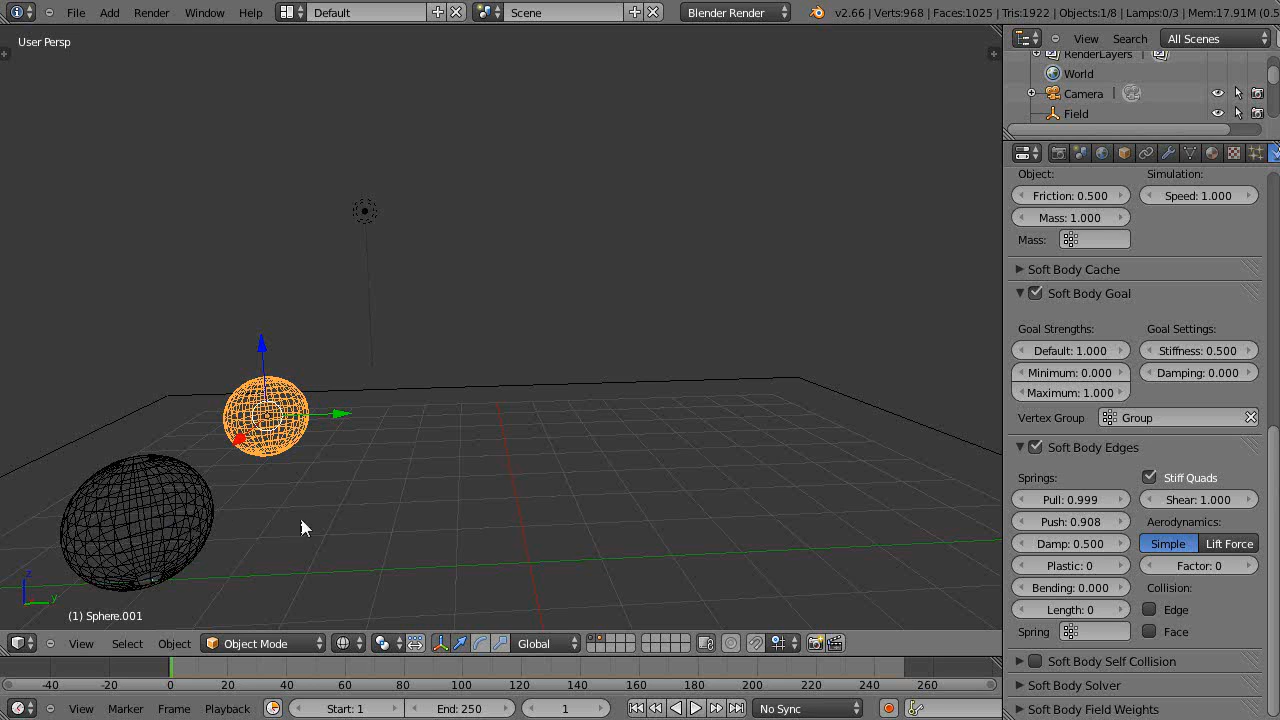 File Add Render Window Help Default Scene Blender Render v2.66 | Verts:968 | Faces:1025 | Tris:1922 | Objects:1/8 | Lamps:0/3 | Mem:17.91M (0.5
User Persp
View Search All Scenes
RenderLayers
World
Camera
Field
Object: Simulation:
Friction: 0.500 Speed: 1.000
Mass: 1.000
Mass:
Soft Body Cache
Soft Body Goal
Goal Strengths: Goal Settings:
Default: 1.000 Stiffness: 0.500
Minimum: 0.000 Damping: 0.000
Maximum: 1.000
Vertex Group Group
Soft Body Edges
Springs: Stiff Quads
Pull: 0.999 Shear: 1.000
Push: 0.908 Aerodynamics:
Damp: 0.500 Simple Lift Force
Plastic: 0 Factor: 0
Bending: 0.000 Collision:
Length: 0 Edge
Spring Face
Soft Body Self Collision
Soft Body Solver
Soft Body Field Weights
z
y
(1) Sphere.001
View Select Object Object Mode Global
-40 -20 0 20 40 60 80 100 120 140 160 180 200 220 240 260
View Marker Frame Playback Start: 1 End: 250 1 No Sync